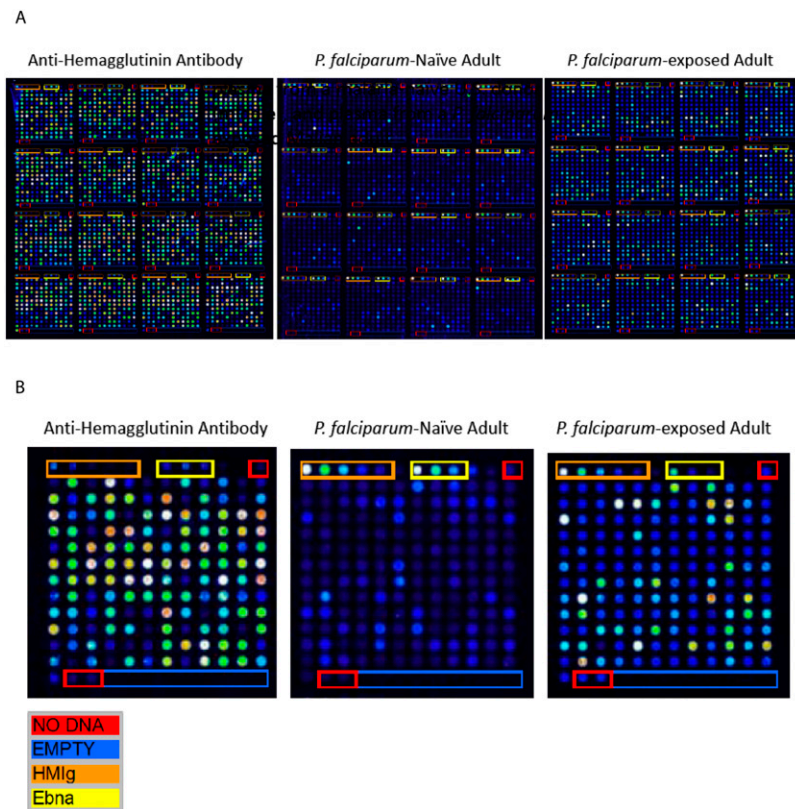 A
Anti-Hemagglutinin Antibody P. falciparum-Naïve Adult P. falciparum-exposed Adult
B
Anti-Hemagglutinin Antibody P. falciparum-Naïve Adult P. falciparum-exposed Adult
NO DNA
EMPTY
HMIg
Ebna